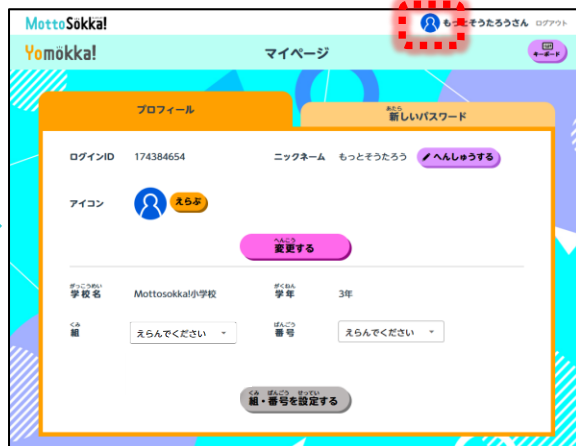 MottoSokka!
もっとそうたろうさん ログアウト
Yomokka!
マイページ
キーボード
プロフィール
あたら
新しいパスワード
ログインID 174384654 ニックネーム もっとそうたろう へんしゅうする
アイコン えらぶ
へんこう
変更する
がっこうめい がくねん
学校名 Mottosokka!小学校 学年 3年
くみ ばんごう
組 えらんでください 番号 えらんでください
くみ ばんごう せってい
組・番号を設定する